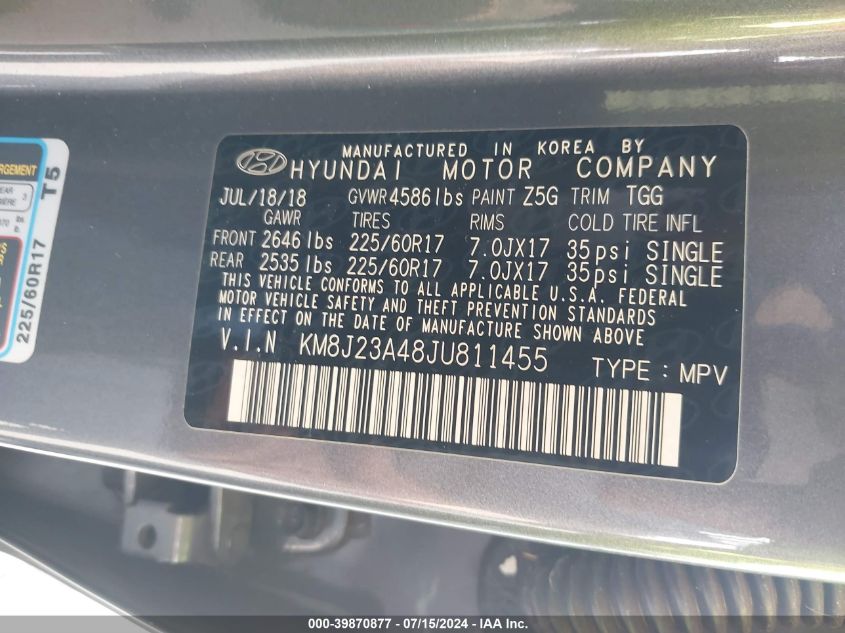 MANUFACTURED IN KOREA BY
HYUNDAI MOTOR COMPANY
JUL/18/18 GVWR 4586 lbs PAINT Z5G TRIM TGG
GAWR TIRES RIMS COLD TIRE INFL
FRONT 2646 lbs 225/60R17 7.0JX17 35psi SINGLE
REAR 2535 lbs 225/60R17 7.0JX17 35psi SINGLE
THIS VEHICLE CONFORMS TO ALL APPLICABLE U.S.A. FEDERAL
MOTOR VEHICLE SAFETY AND THEFT PREVENTION STANDARDS
IN EFFECT ON THE DATE OF MANUFACTURE SHOWN ABOVE
V.I.N KM8J23A48JU811455 TYPE : MPV
225/60R17 T5
000-39870877 - 07/15/2024 - IAA Inc.